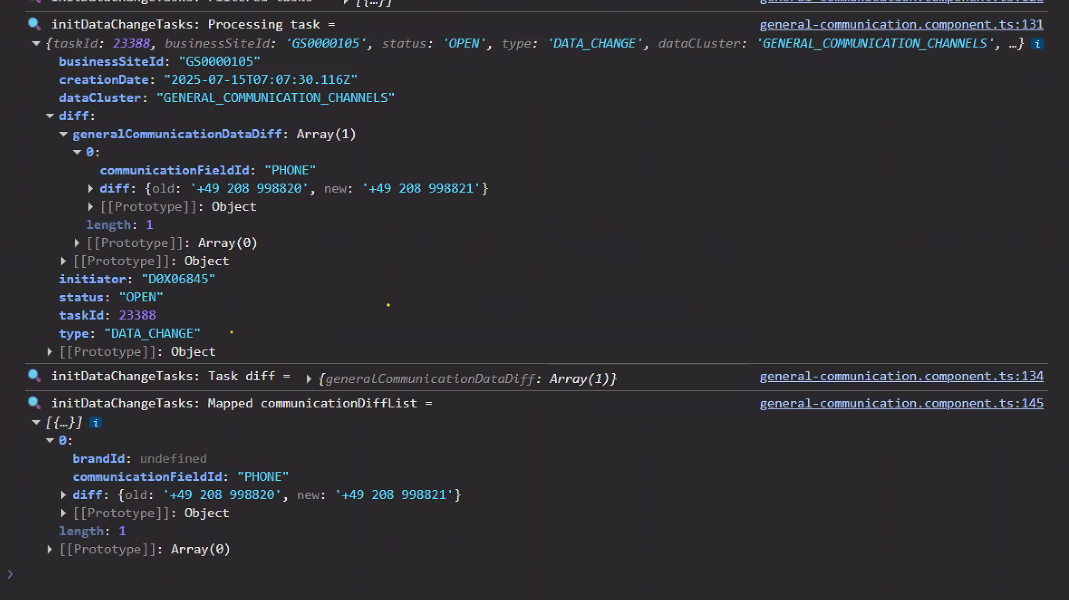 initDataChangeTasks: Processing task = general-communication.component.ts:131
{taskId: 23388, businessSiteId: 'GS0000105', status: 'OPEN', type: 'DATA_CHANGE', dataCluster: 'GENERAL_COMMUNICATION_CHANNELS', …} i
businessSiteId: "GS0000105"
creationDate: "2025-07-15T07:07:30.116Z"
dataCluster: "GENERAL_COMMUNICATION_CHANNELS"
diff:
generalCommunicationDataDiff: Array(1)
0:
communicationFieldId: "PHONE"
diff: {old: '+49 208 998820', new: '+49 208 998821'}
[[Prototype]]: Object
length: 1
[[Prototype]]: Array(0)
[[Prototype]]: Object
initiator: "D0X06845"
status: "OPEN"
taskId: 23388
type: "DATA_CHANGE"
[[Prototype]]: Object
initDataChangeTasks: Task diff = {generalCommunicationDataDiff: Array(1)} general-communication.component.ts:134
initDataChangeTasks: Mapped communicationDiffList = general-communication.component.ts:145
[{…}] i
0:
brandId: undefined
communicationFieldId: "PHONE"
diff: {old: '+49 208 998820', new: '+49 208 998821'}
[[Prototype]]: Object
length: 1
[[Prototype]]: Array(0)